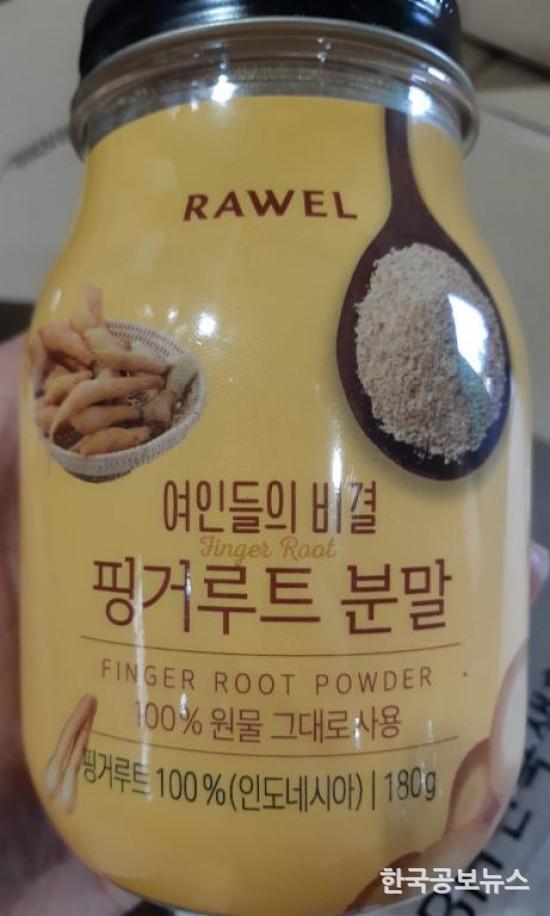 RAWEL
여인들의 비결
Finger Root
핑거루트 분말
FINGER ROOT POWDER
100% 원물 그대로 사용
핑거루트 100%(인도네시아) | 180g
한국공보뉴스